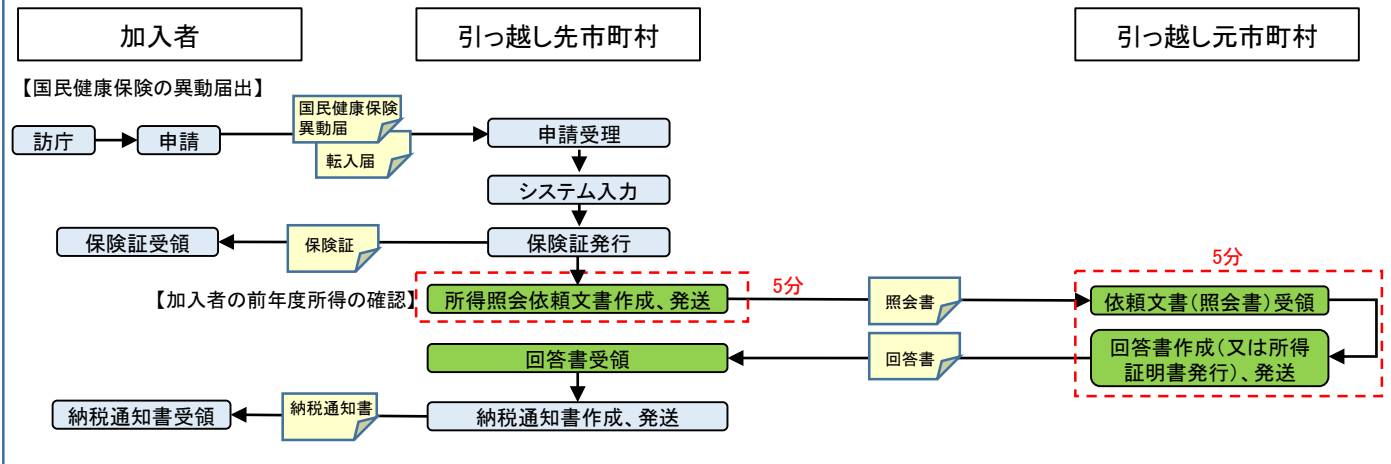 加入者
引っ越し先市町村
引っ越し元市町村
【国民健康保険の異動届出】
訪庁
申請
国民健康保険
異動届
転入届
申請受理
システム入力
保険証受領
保険証
保険証発行
【加入者の前年度所得の確認】
所得照会依頼文書作成、発送
5分
照会書
5分
依頼文書(照会書)受領
回答書受領
回答書
回答書作成(又は所得
証明書発行)、発送
納税通知書受領
納税通知書
納税通知書作成、発送